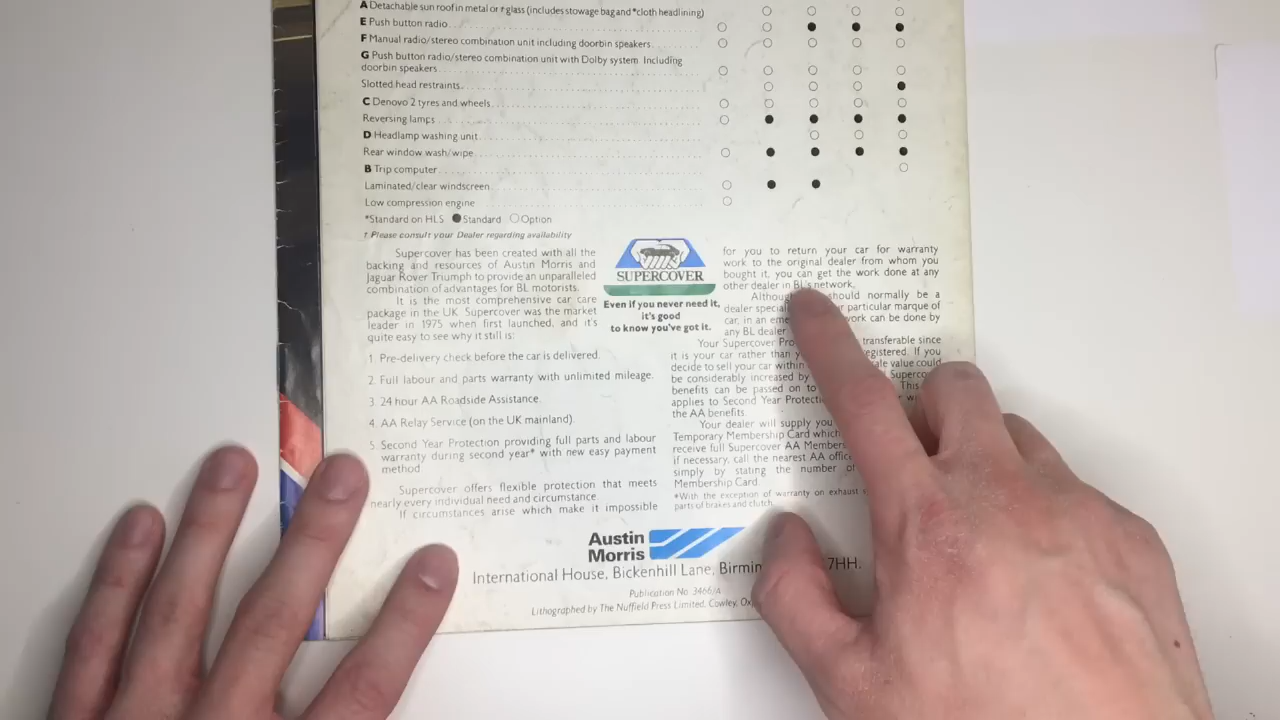 A Detachable sun roof in metal or †glass (includes stowage bag and *cloth headlining)
E Push button radio
F Manual radio/stereo combination unit including doorbin speakers
G Push button radio/stereo combination unit with Dolby system. Including
doorbin speakers
Slotted head restraints
C Denovo 2 tyres and wheels
Reversing lamps
D Headlamp washing unit
Rear window wash/wipe
B Trip computer
Laminated/clear windscreen
Low compression engine
*Standard on HLS ●Standard ○Option
† Please consult your Dealer regarding availability
Supercover has been created with all the
backing and resources of Austin Morris and
Jaguar Rover Triumph to provide an unparalleled
combination of advantages for BL motorists.
It is the most comprehensive car care
package in the UK. Supercover was the market
leader in 1975 when first launched, and it's
quite easy to see why it still is:
1. Pre-delivery check before the car is delivered.
2. Full labour and parts warranty with unlimited mileage.
3. 24 hour AA Roadside Assistance.
4. AA Relay Service (on the UK mainland).
5. Second Year Protection providing full parts and labour
warranty during second year* with new easy payment
method.
Supercover offers flexible protection that meets
nearly every individual need and circumstance.
If circumstances arise which make it impossible
SUPERCOVER
Even if you never need it,
it's good
to know you've got it.
for you to return your car for warranty
work to the original dealer from whom you
bought it, you can get the work done at any
other dealer in BL's network.
Although should normally be a
dealer particular marque of
car, in an work can be done by
any BL dealer
Your Supercover transferable since
it is your car rather than registered. If you
decide to sell your car within value could
be considerably increased by
benefits can be passed on to This
applies to Second Year
the AA benefits.
Your dealer will supply you
Temporary Membership Card which
receive full Supercover AA
if necessary, call the nearest AA
simply by stating the number of
Membership Card.
*With the exception of warranty on exhaust
parts of brakes and clutch.
Austin
Morris
International House, Bickenhill Lane, 7HH.
Publication No. 3466/A
Lithographed by The Nuffield Press Limited, Cowley,